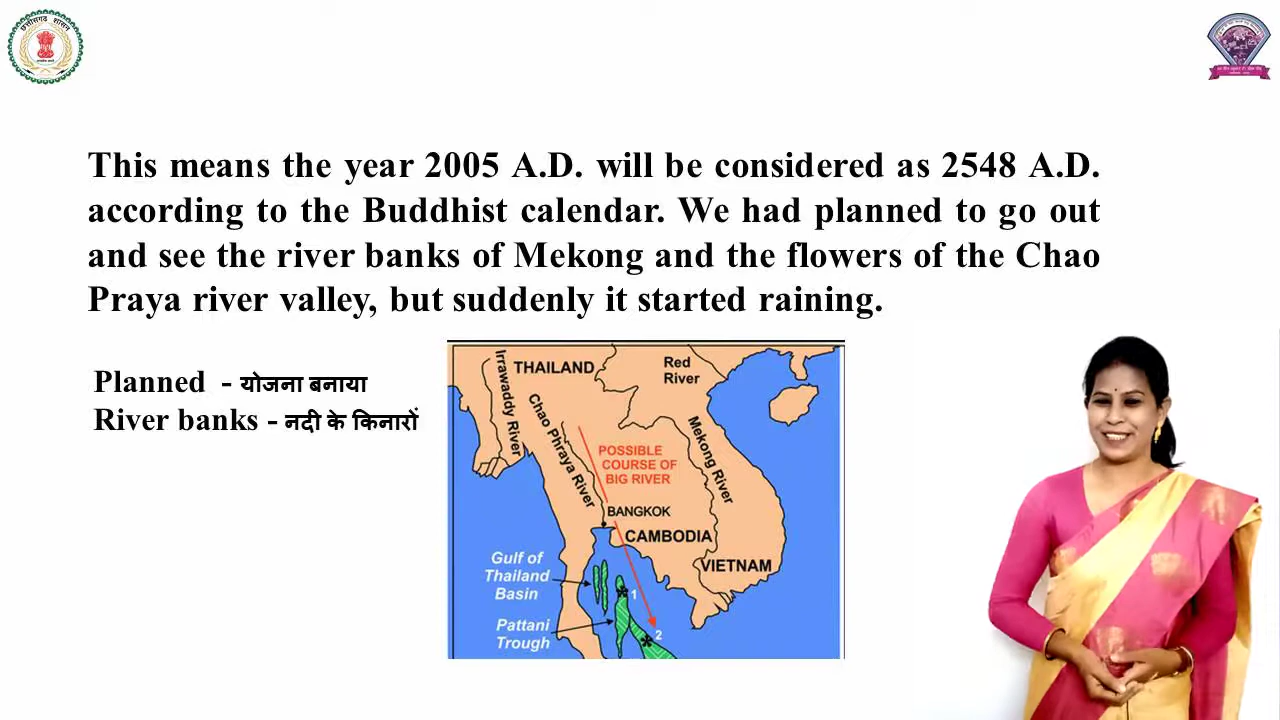 छत्तीसगढ़ शासन
This means the year 2005 A.D. will be considered as 2548 A.D.
according to the Buddhist calendar. We had planned to go out
and see the river banks of Mekong and the flowers of the Chao
Praya river valley, but suddenly it started raining.
Planned - योजना बनाया
River banks - नदी के किनारों
Irrawaddy River
THAILAND
Red
River
Chao Phraya River
Mekong River
POSSIBLE
COURSE OF
BIG RIVER
BANGKOK
CAMBODIA
VIETNAM
Gulf of
Thailand
Basin
1
Pattani
Trough
2